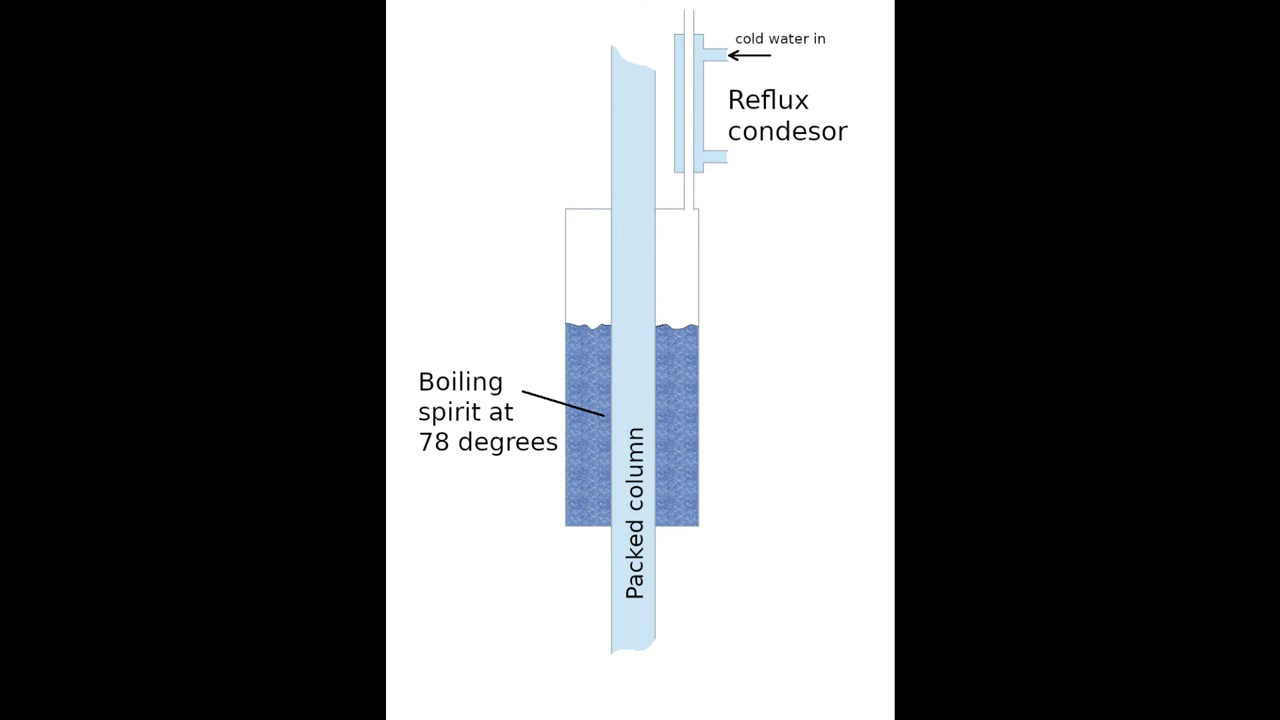 cold water in
Reflux
condesor
Boiling
spirit at
78 degrees
Packed column